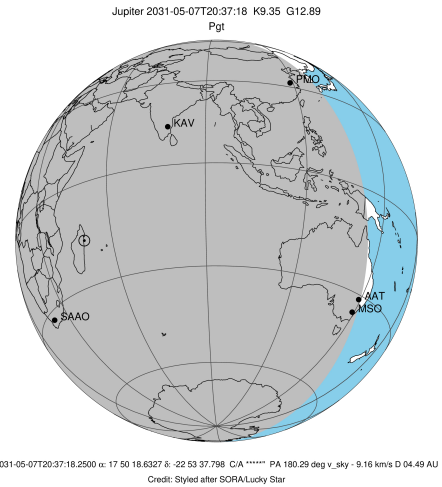 Jupiter 2031-05-07T20:37:18 K9.35 G12.89
Pgt
PMO
KAV
AAT
MSO
SAAO
031-05-07T20:37:18.2500 α: 17 50 18.6327 δ: -22 53 37.798 C/A *****" PA 180.29 deg v_sky - 9.16 km/s D 04.49 AU
Credit: Styled after SORA/Lucky Star